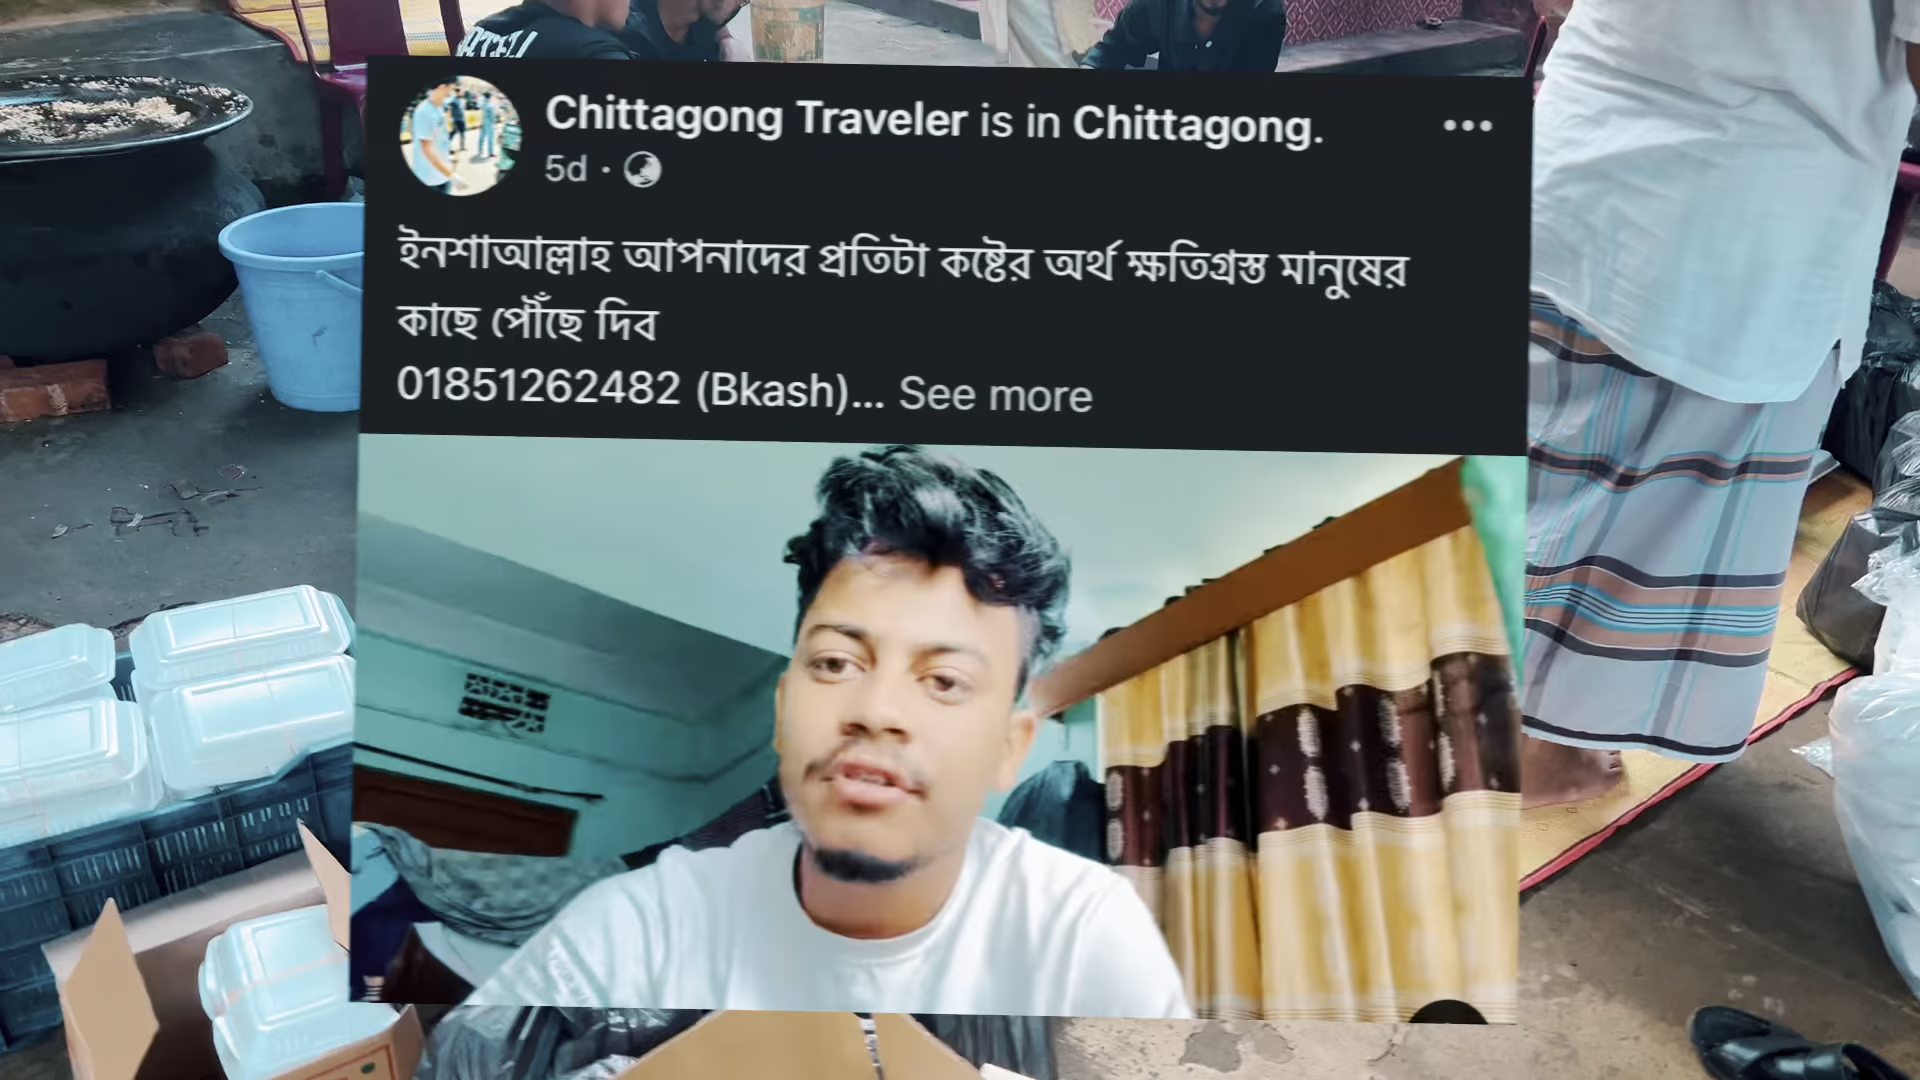 Chittagong Traveler is in Chittagong.
5d
ইনশাআল্লাহ আপনাদের প্রতিটা কষ্টের অর্থ ক্ষতিগ্রস্ত মানুষের
কাছে পৌঁছে দিব
01851262482 (Bkash)... See more